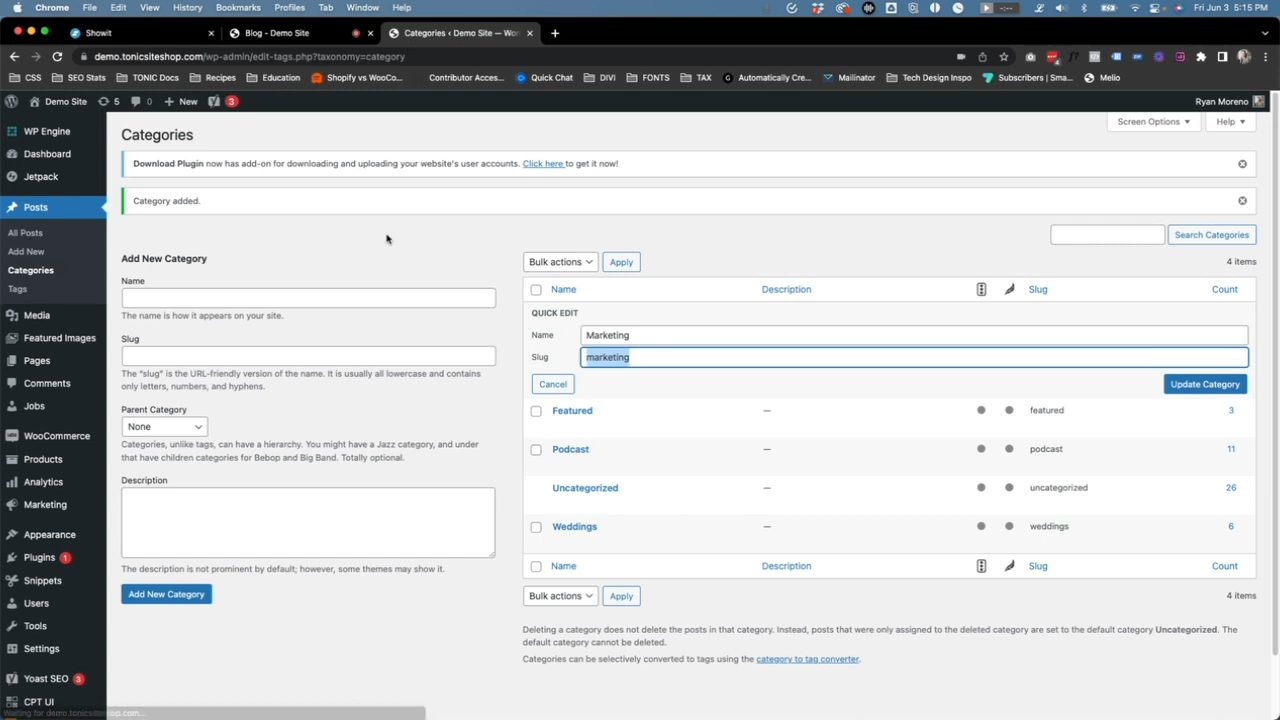 Chrome File Edit View History Bookmarks Profiles Tab Window Help Fri Jun 3 5:15 PM
Showit Blog - Demo Site Categories ‹ Demo Site — Wor
demo.tonicsiteshop.com/wp-admin/edit-tags.php?taxonomy=category
CSS SEO Stats TONIC Docs Recipes Education Shopify vs WooCo... Contributor Acces... Quick Chat DIVI FONTS TAX Automatically Cre... Mailinator Tech Design Inspo Subscribers | Sma... Melio
Demo Site 5 0 New 3 Ryan Moreno
WP Engine
Dashboard
Jetpack
Posts
All Posts
Add New
Categories
Tags
Media
Featured Images
Pages
Comments
Jobs
WooCommerce
Products
Analytics
Marketing
Appearance
Plugins 1
Snippets
Users
Tools
Settings
Yoast SEO 3
CPT UI
Waiting for demo.tonicsiteshop.com...
Screen Options Help
Categories
Download Plugin now has add-on for downloading and uploading your website's user accounts. Click here to get it now!
Category added.
Search Categories
Add New Category
Name
The name is how it appears on your site.
Slug
The “slug” is the URL-friendly version of the name. It is usually all lowercase and contains
only letters, numbers, and hyphens.
Parent Category
None
Categories, unlike tags, can have a hierarchy. You might have a Jazz category, and under
that have children categories for Bebop and Big Band. Totally optional.
Description
The description is not prominent by default; however, some themes may show it.
Add New Category
Bulk actions Apply 4 items
Name Description Slug Count
QUICK EDIT
Name Marketing
Slug marketing
Cancel Update Category
Featured — featured 3
Podcast — podcast 11
Uncategorized — uncategorized 26
Weddings — weddings 6
Name Description Slug Count
Bulk actions Apply 4 items
Deleting a category does not delete the posts in that category. Instead, posts that were only assigned to the deleted category are set to the default category Uncategorized. The
default category cannot be deleted.
Categories can be selectively converted to tags using the category to tag converter.